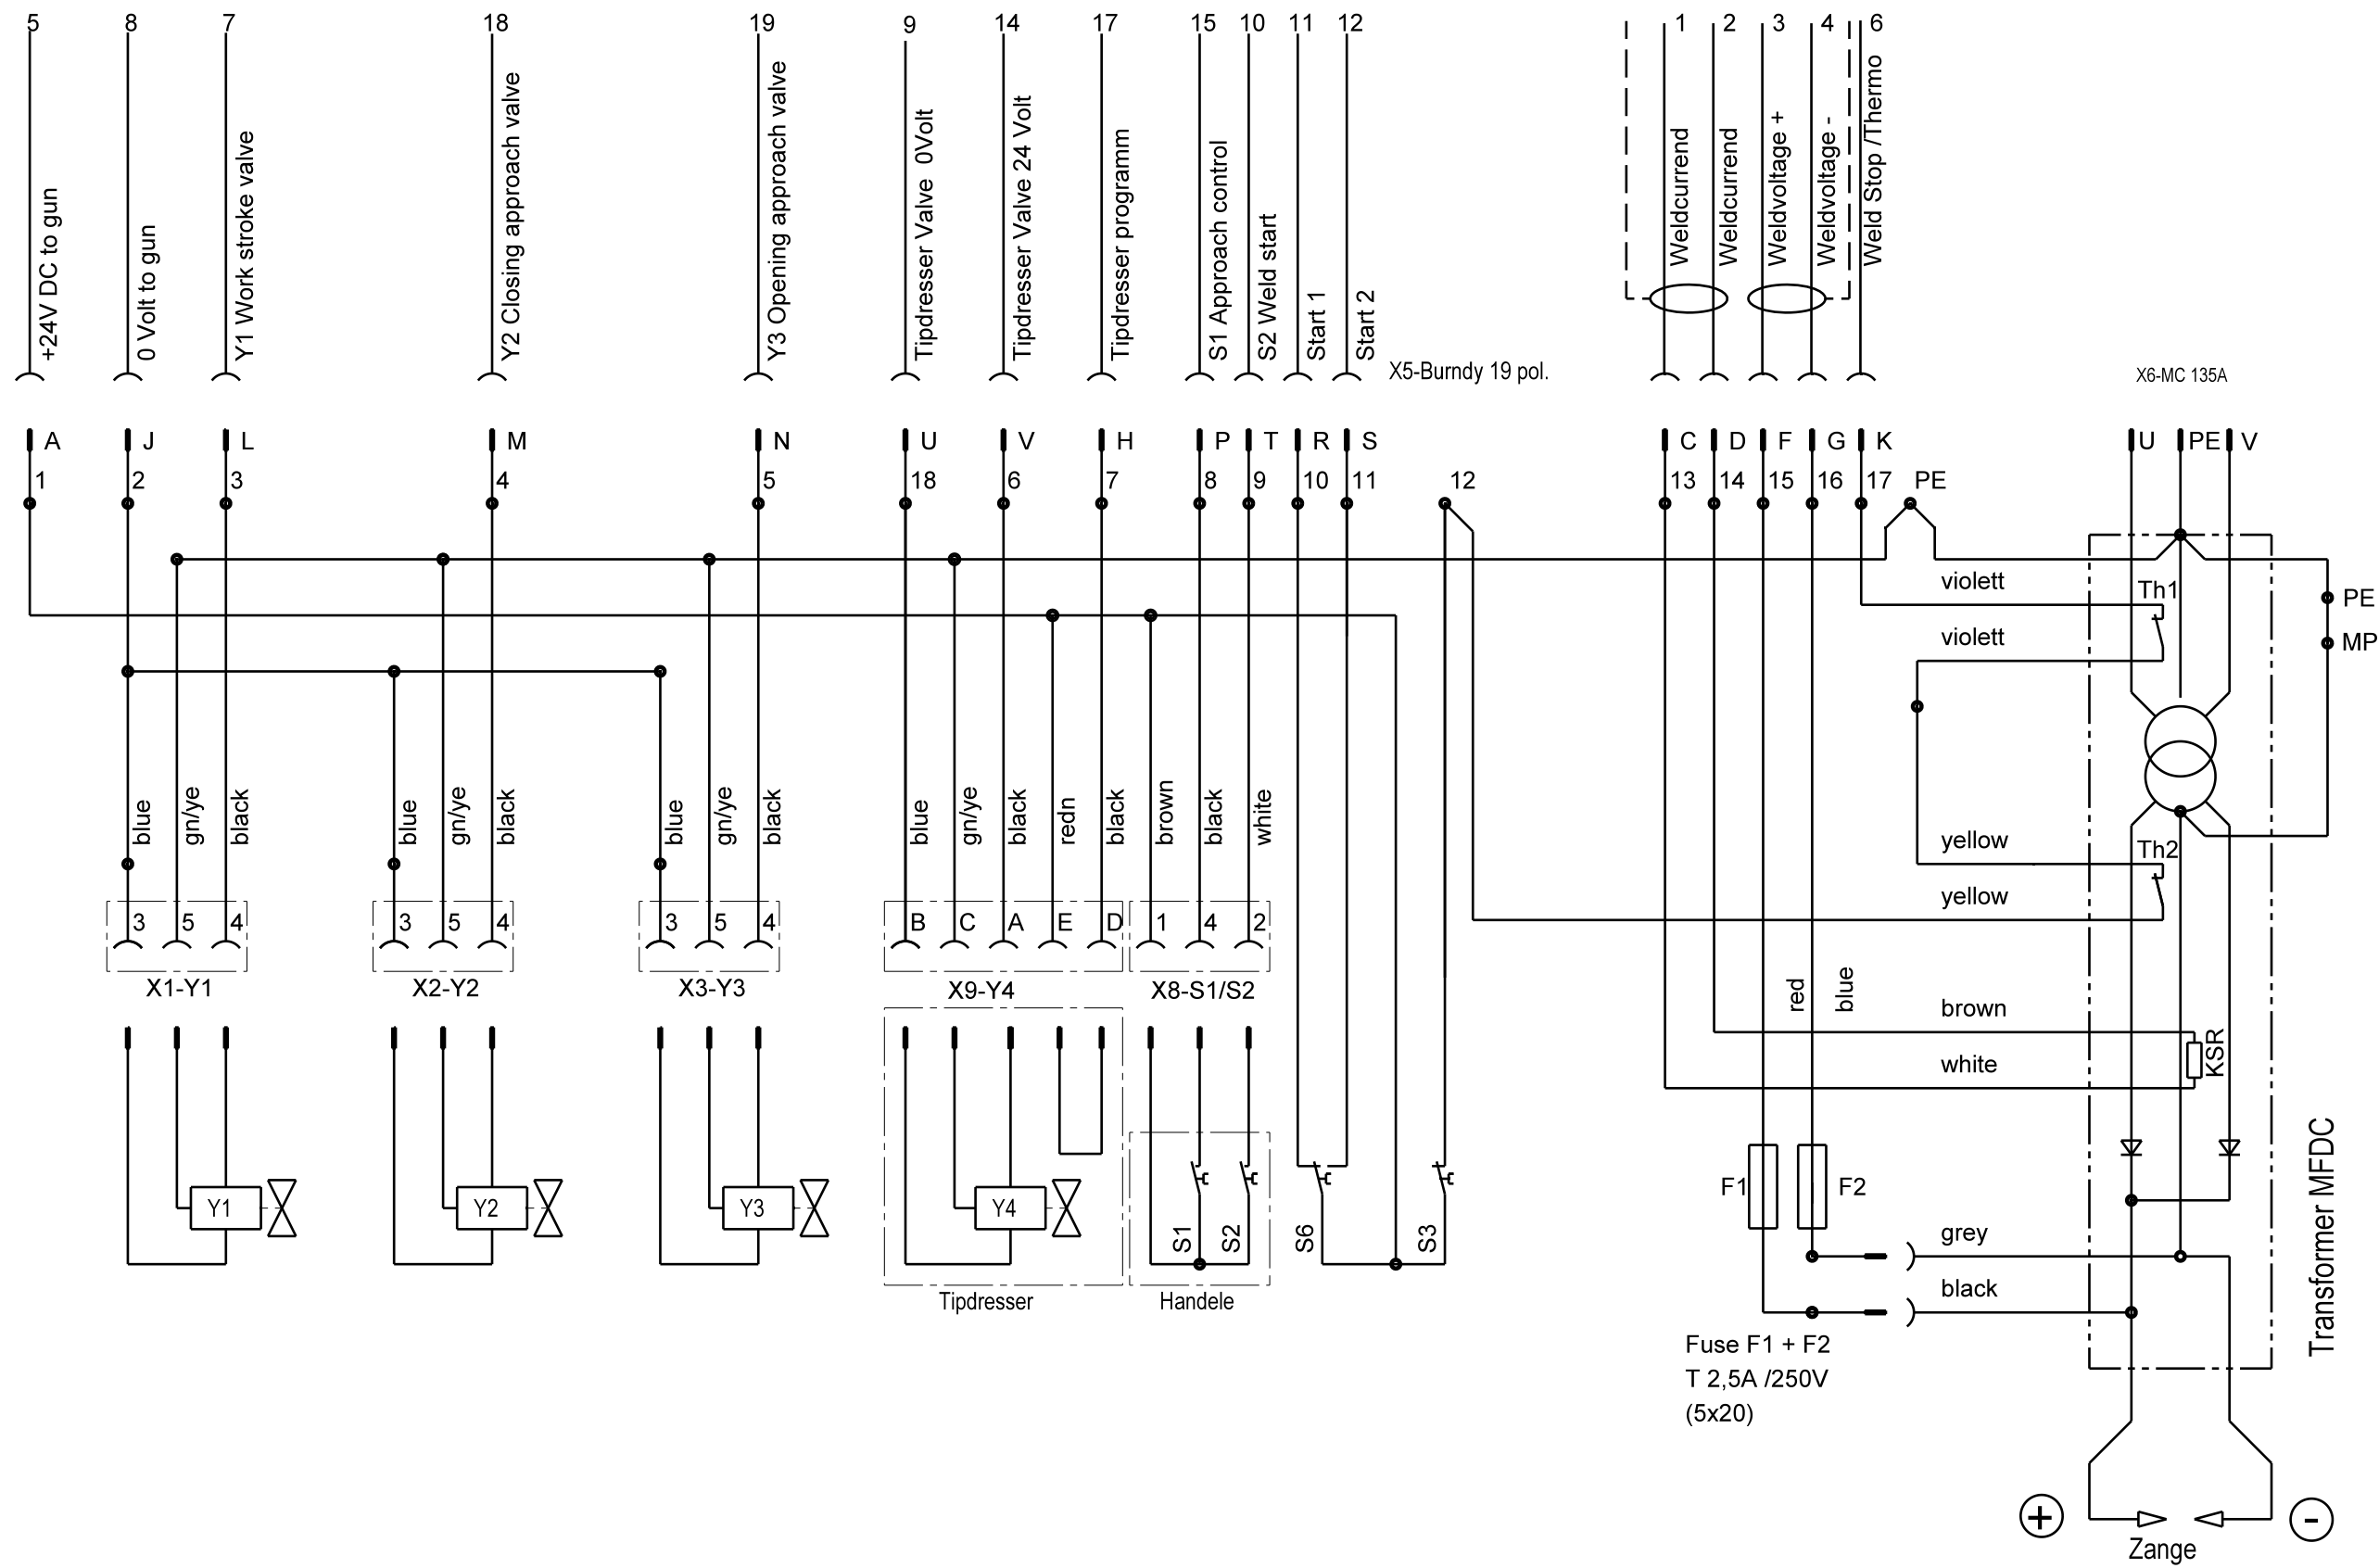 5 8 7 18 19 9 14 17 15 10 11 12 1 2 3 4 6
+24V DC to gun
0 Volt to gun
Y1 Work stroke valve
Y2 Closing approach valve
Y3 Opening approach valve
Tipdresser Valve 0Volt
Tipdresser Valve 24 Volt
Tipdresser programm
S1 Approach control
S2 Weld start
Start 1
Start 2
Weldcurrend
Weldcurrend
Weldvoltage +
Weldvoltage -
Weld Stop /Thermo
X5-Burndy 19 pol.
X6-MC 135A
A J L M N U V H P T R S C D F G K U PE V
1 2 3 4 5 18 6 7 8 9 10 11 12 13 14 15 16 17 PE
violett
Th1
PE
violett
MP
blue
gn/ye
black
blue
gn/ye
black
blue
gn/ye
black
blue
gn/ye
black
redn
black
brown
black
white
yellow
Th2
yellow
3 5 4 3 5 4 3 5 4 B C A E D 1 4 2
X1-Y1
X2-Y2
X3-Y3
X9-Y4
X8-S1/S2
red
blue
brown
white
KSR
Y1
Y2
Y3
Y4
S1
S2
S6
S3
F1
F2
grey
black
Transformer MFDC
Tipdresser
Handele
Fuse F1 + F2
T 2,5A /250V
(5x20)
+
-
Zange